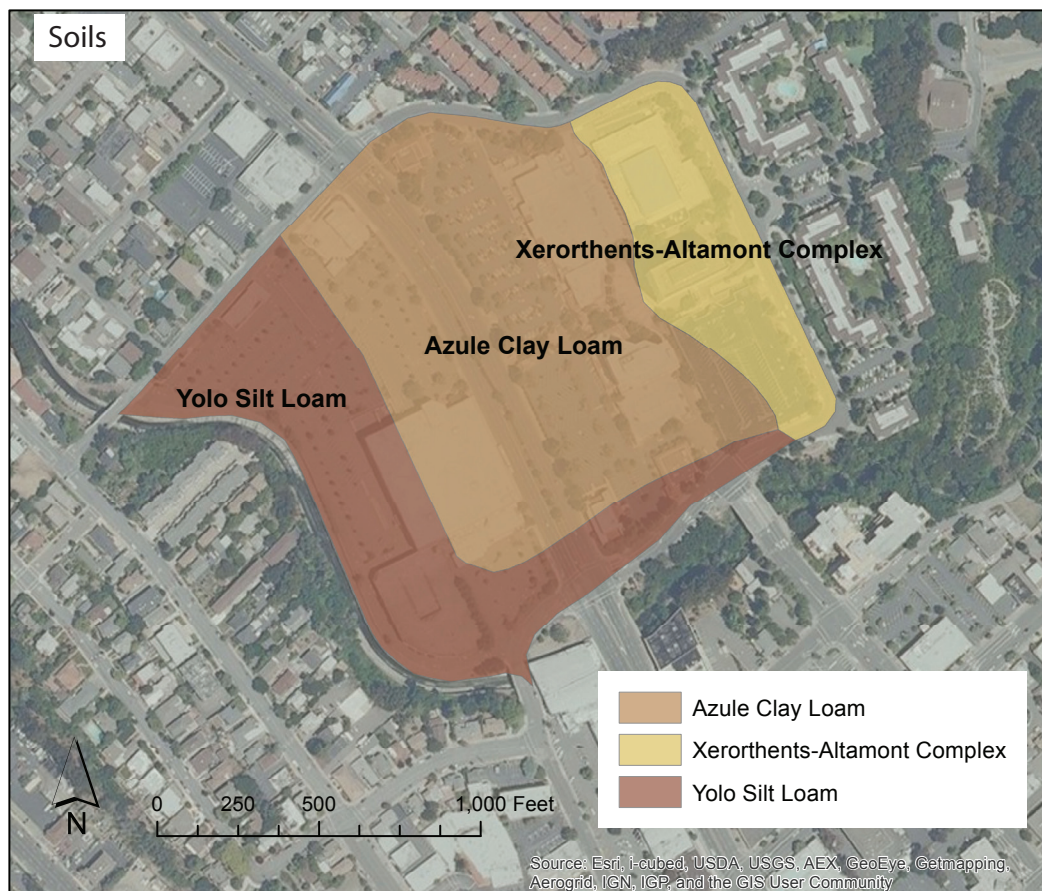 Soils
Xerorthents-Altamont Complex
Azule Clay Loam
Yolo Silt Loam
Azule Clay Loam
Xerorthents-Altamont Complex
Yolo Silt Loam
N
0 250 500 1,000 Feet
Source: Esri, i-cubed, USDA, USGS, AEX, GeoEye, Getmapping,
Aerogrid, IGN, IGP, and the GIS User Community